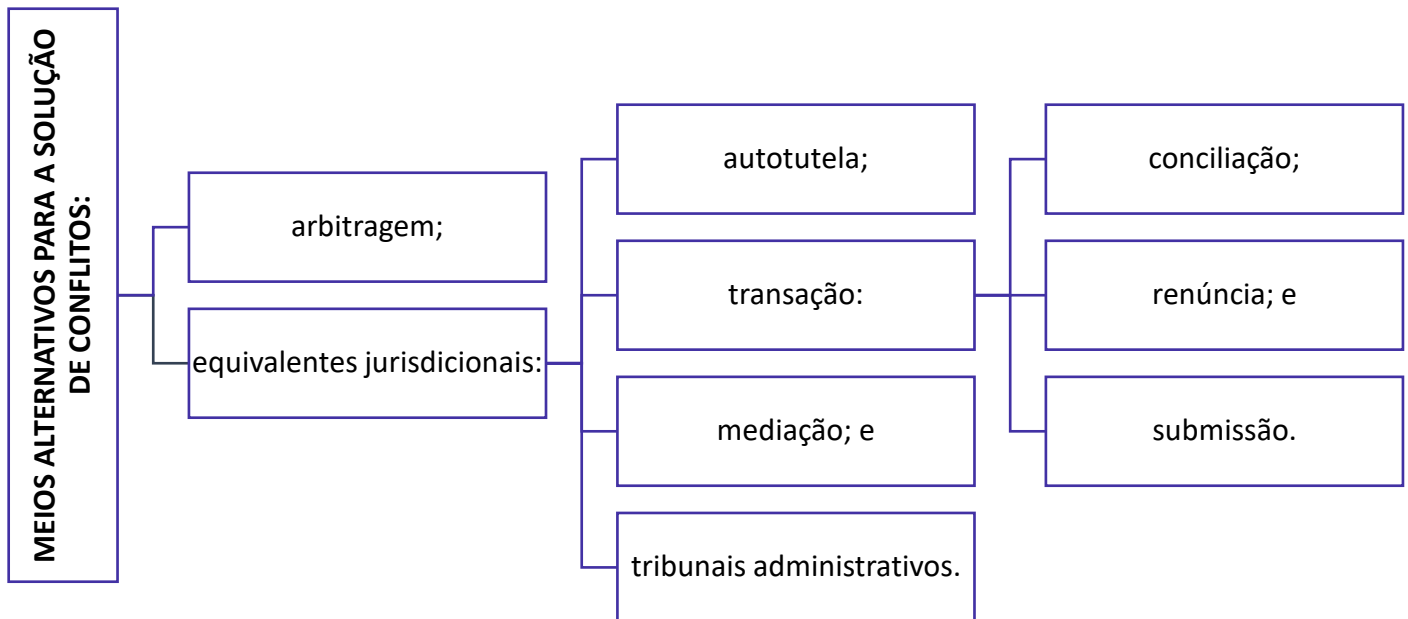 MEIOS ALTERNATIVOS PARA A SOLUÇÃO
DE CONFLITOS:
arbitragem;
equivalentes jurisdicionais:
autotutela;
transação:
mediação; e
tribunais administrativos.
conciliação;
renúncia; e
submissão.